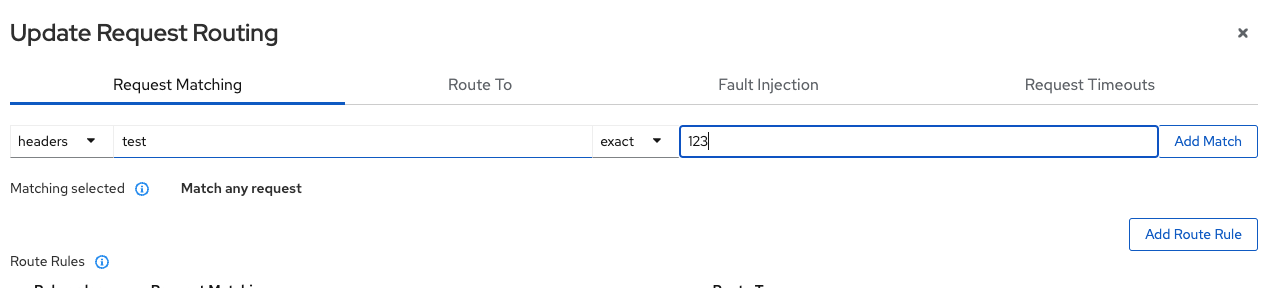 Update Request Routing
Request Matching Route To Fault Injection Request Timeouts
headers test exact 123 Add Match
Matching selected Match any request
Add Route Rule
Route Rules